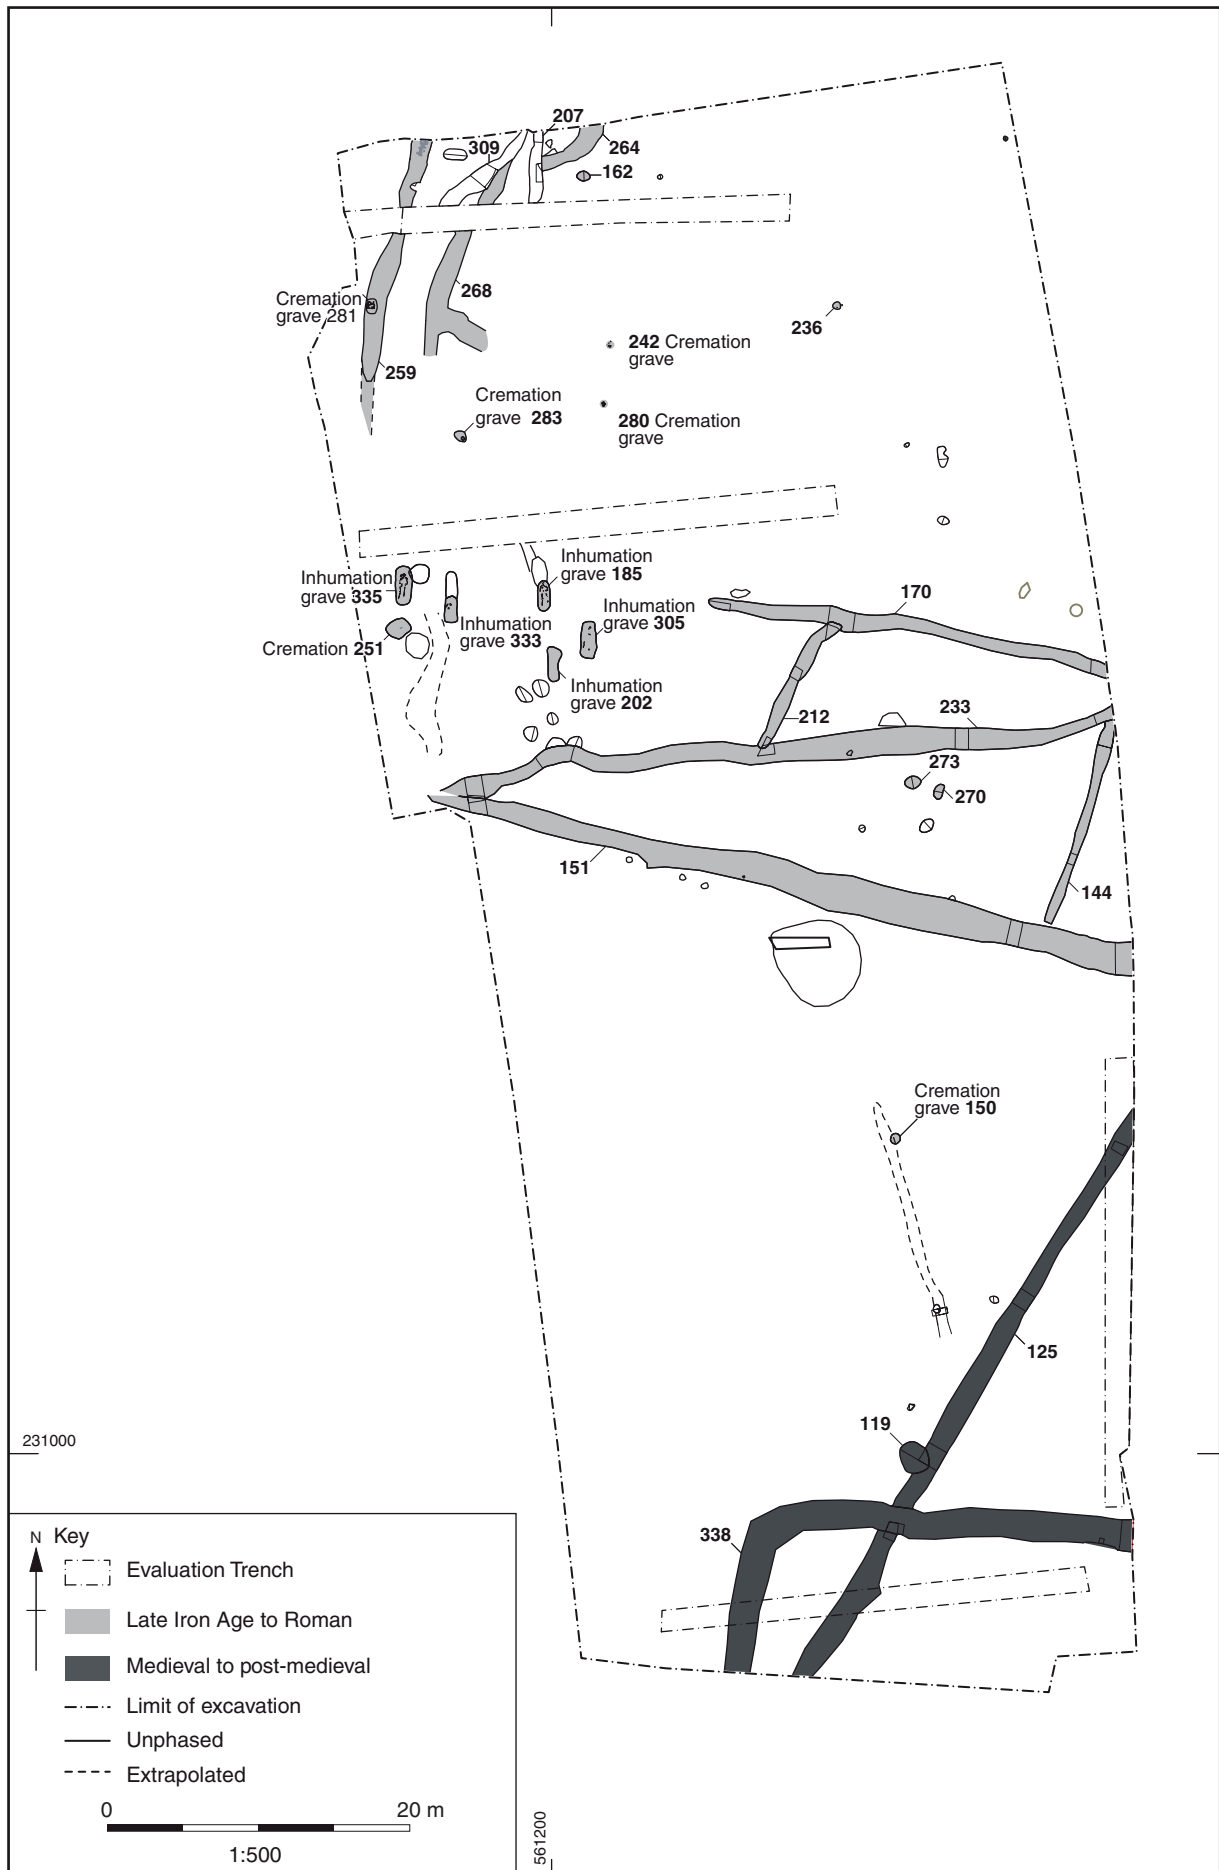 207
309
264
162
268
Cremation
grave 281
236
242 Cremation
grave
259
Cremation
grave 283
280 Cremation
grave
Inhumation
grave 185
Inhumation
grave 335
170
Inhumation
grave 305
Inhumation
grave 333
Cremation 251
Inhumation
grave 202
212
233
273
270
151
144
Cremation
grave 150
125
119
231000
338
N
Key
Evaluation Trench
Late Iron Age to Roman
Medieval to post-medieval
Limit of excavation
Unphased
Extrapolated
0 20 m
1:500
561200